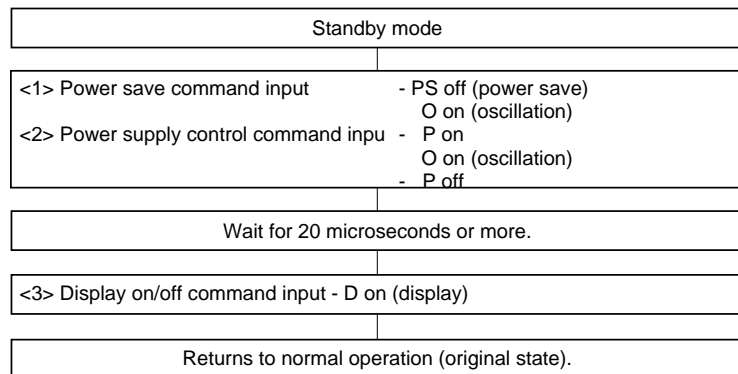 Standby mode
<1> Power save command input - PS off (power save)
O on (oscillation)
<2> Power supply control command inpu - P on
O on (oscillation)
- P off
Wait for 20 microseconds or more.
<3> Display on/off command input - D on (display)
Returns to normal operation (original state).